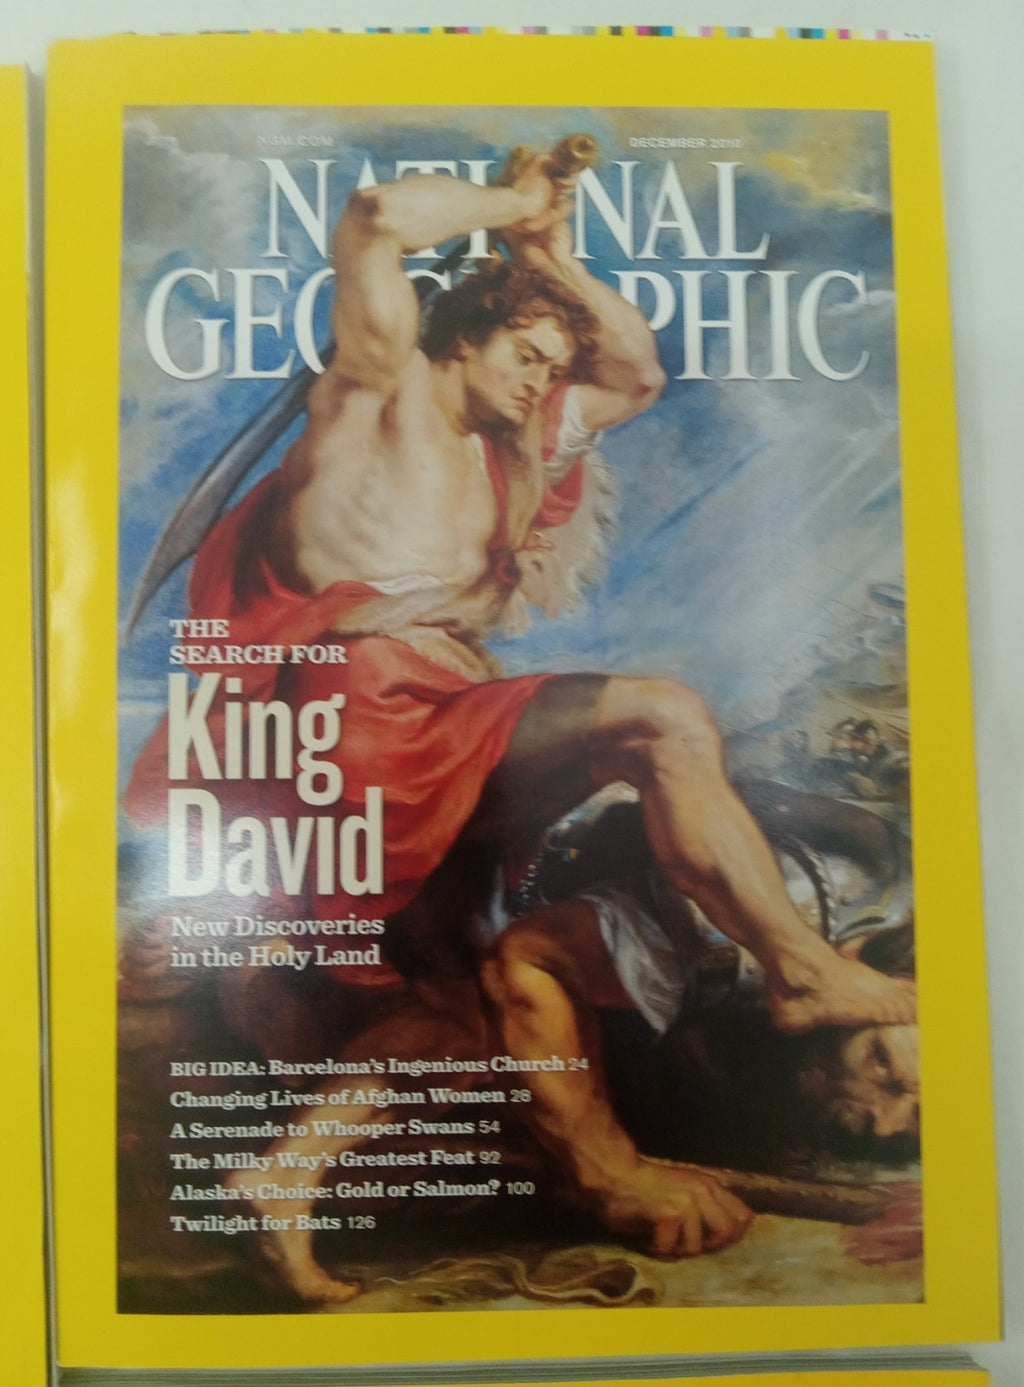 NGM.COM DECEMBER 2010
NATIONAL
GEOGRAPHIC
THE
SEARCH FOR
King
David
New Discoveries
in the Holy Land
BIG IDEA: Barcelona's Ingenious Church 24
Changing Lives of Afghan Women 28
A Serenade to Whooper Swans 54
The Milky Way's Greatest Feat 92
Alaska's Choice: Gold or Salmon? 100
Twilight for Bats 126